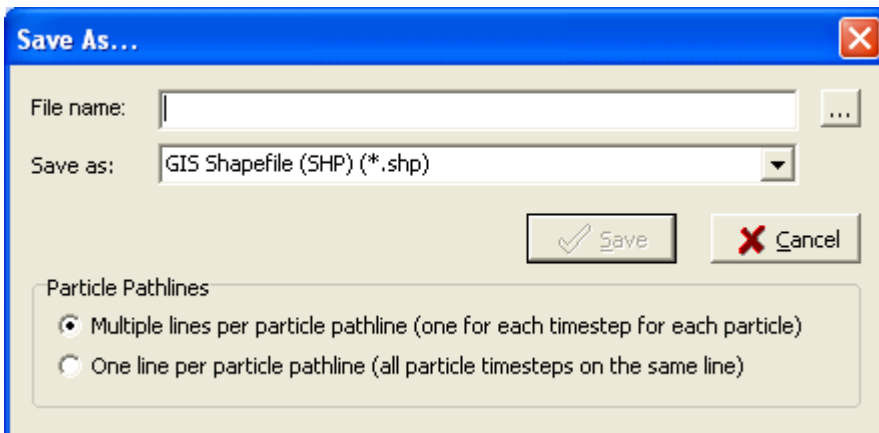 Save As...
File name:
...
Save as: GIS Shapefile (SHP) (*.shp)
Save Cancel
Particle Pathlines
Multiple lines per particle pathline (one for each timestep for each particle)
One line per particle pathline (all particle timesteps on the same line)